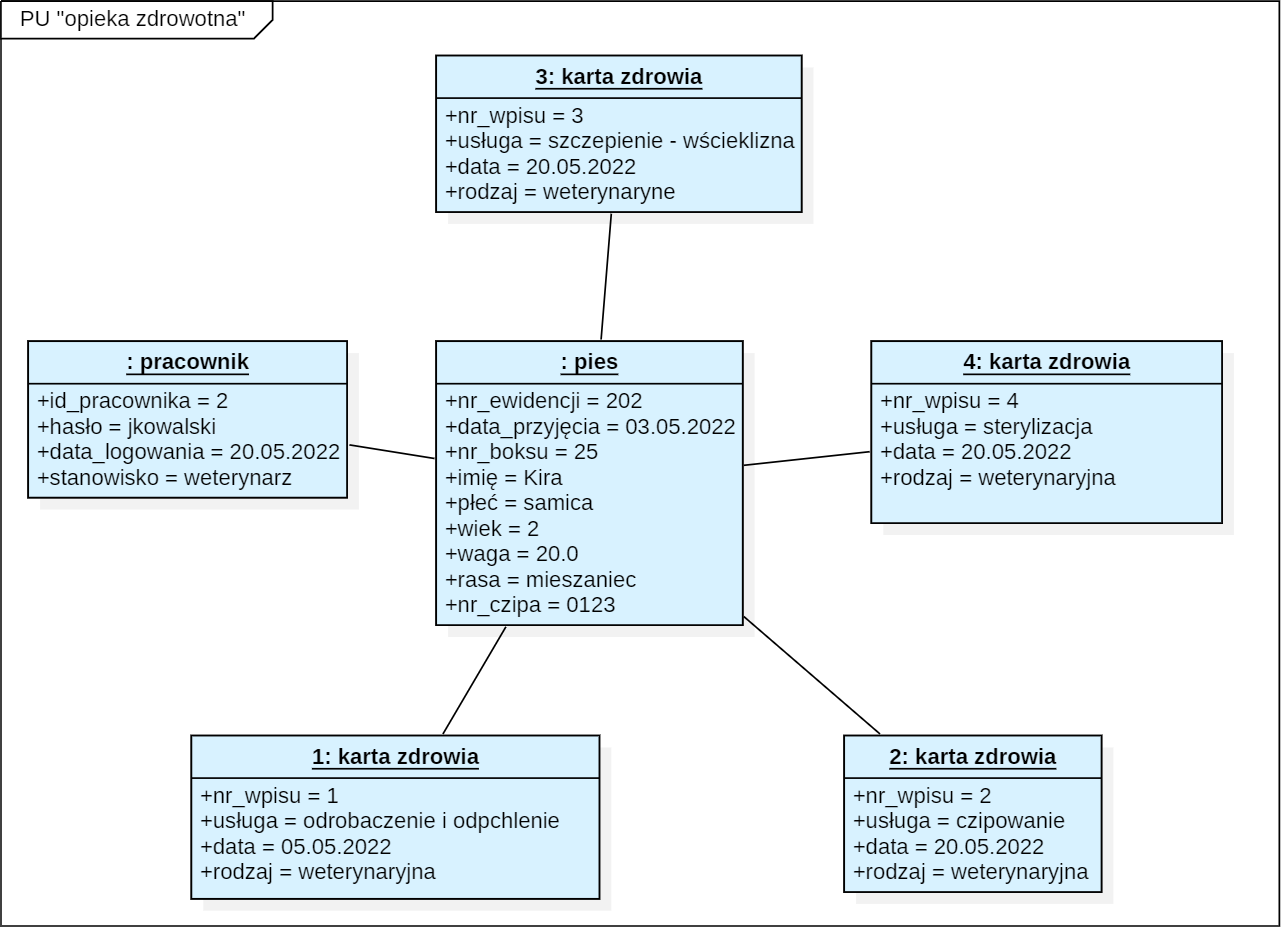 PU "opieka zdrowotna"
3: karta zdrowia
+nr_wpisu = 3
+usługa = szczepienie - wścieklizna
+data = 20.05.2022
+rodzaj = weterynaryne
: pracownik
+id_pracownika = 2
+hasło = jkowalski
+data_logowania = 20.05.2022
+stanowisko = weterynarz
: pies
+nr_ewidencji = 202
+data_przyjęcia = 03.05.2022
+nr_boksu = 25
+imię = Kira
+płeć = samica
+wiek = 2
+waga = 20.0
+rasa = mieszaniec
+nr_czipa = 0123
4: karta zdrowia
+nr_wpisu = 4
+usługa = sterylizacja
+data = 20.05.2022
+rodzaj = weterynaryjna
1: karta zdrowia
+nr_wpisu = 1
+usługa = odrobaczenie i odpchlenie
+data = 05.05.2022
+rodzaj = weterynaryjna
2: karta zdrowia
+nr_wpisu = 2
+usługa = czipowanie
+data = 20.05.2022
+rodzaj = weterynaryjna